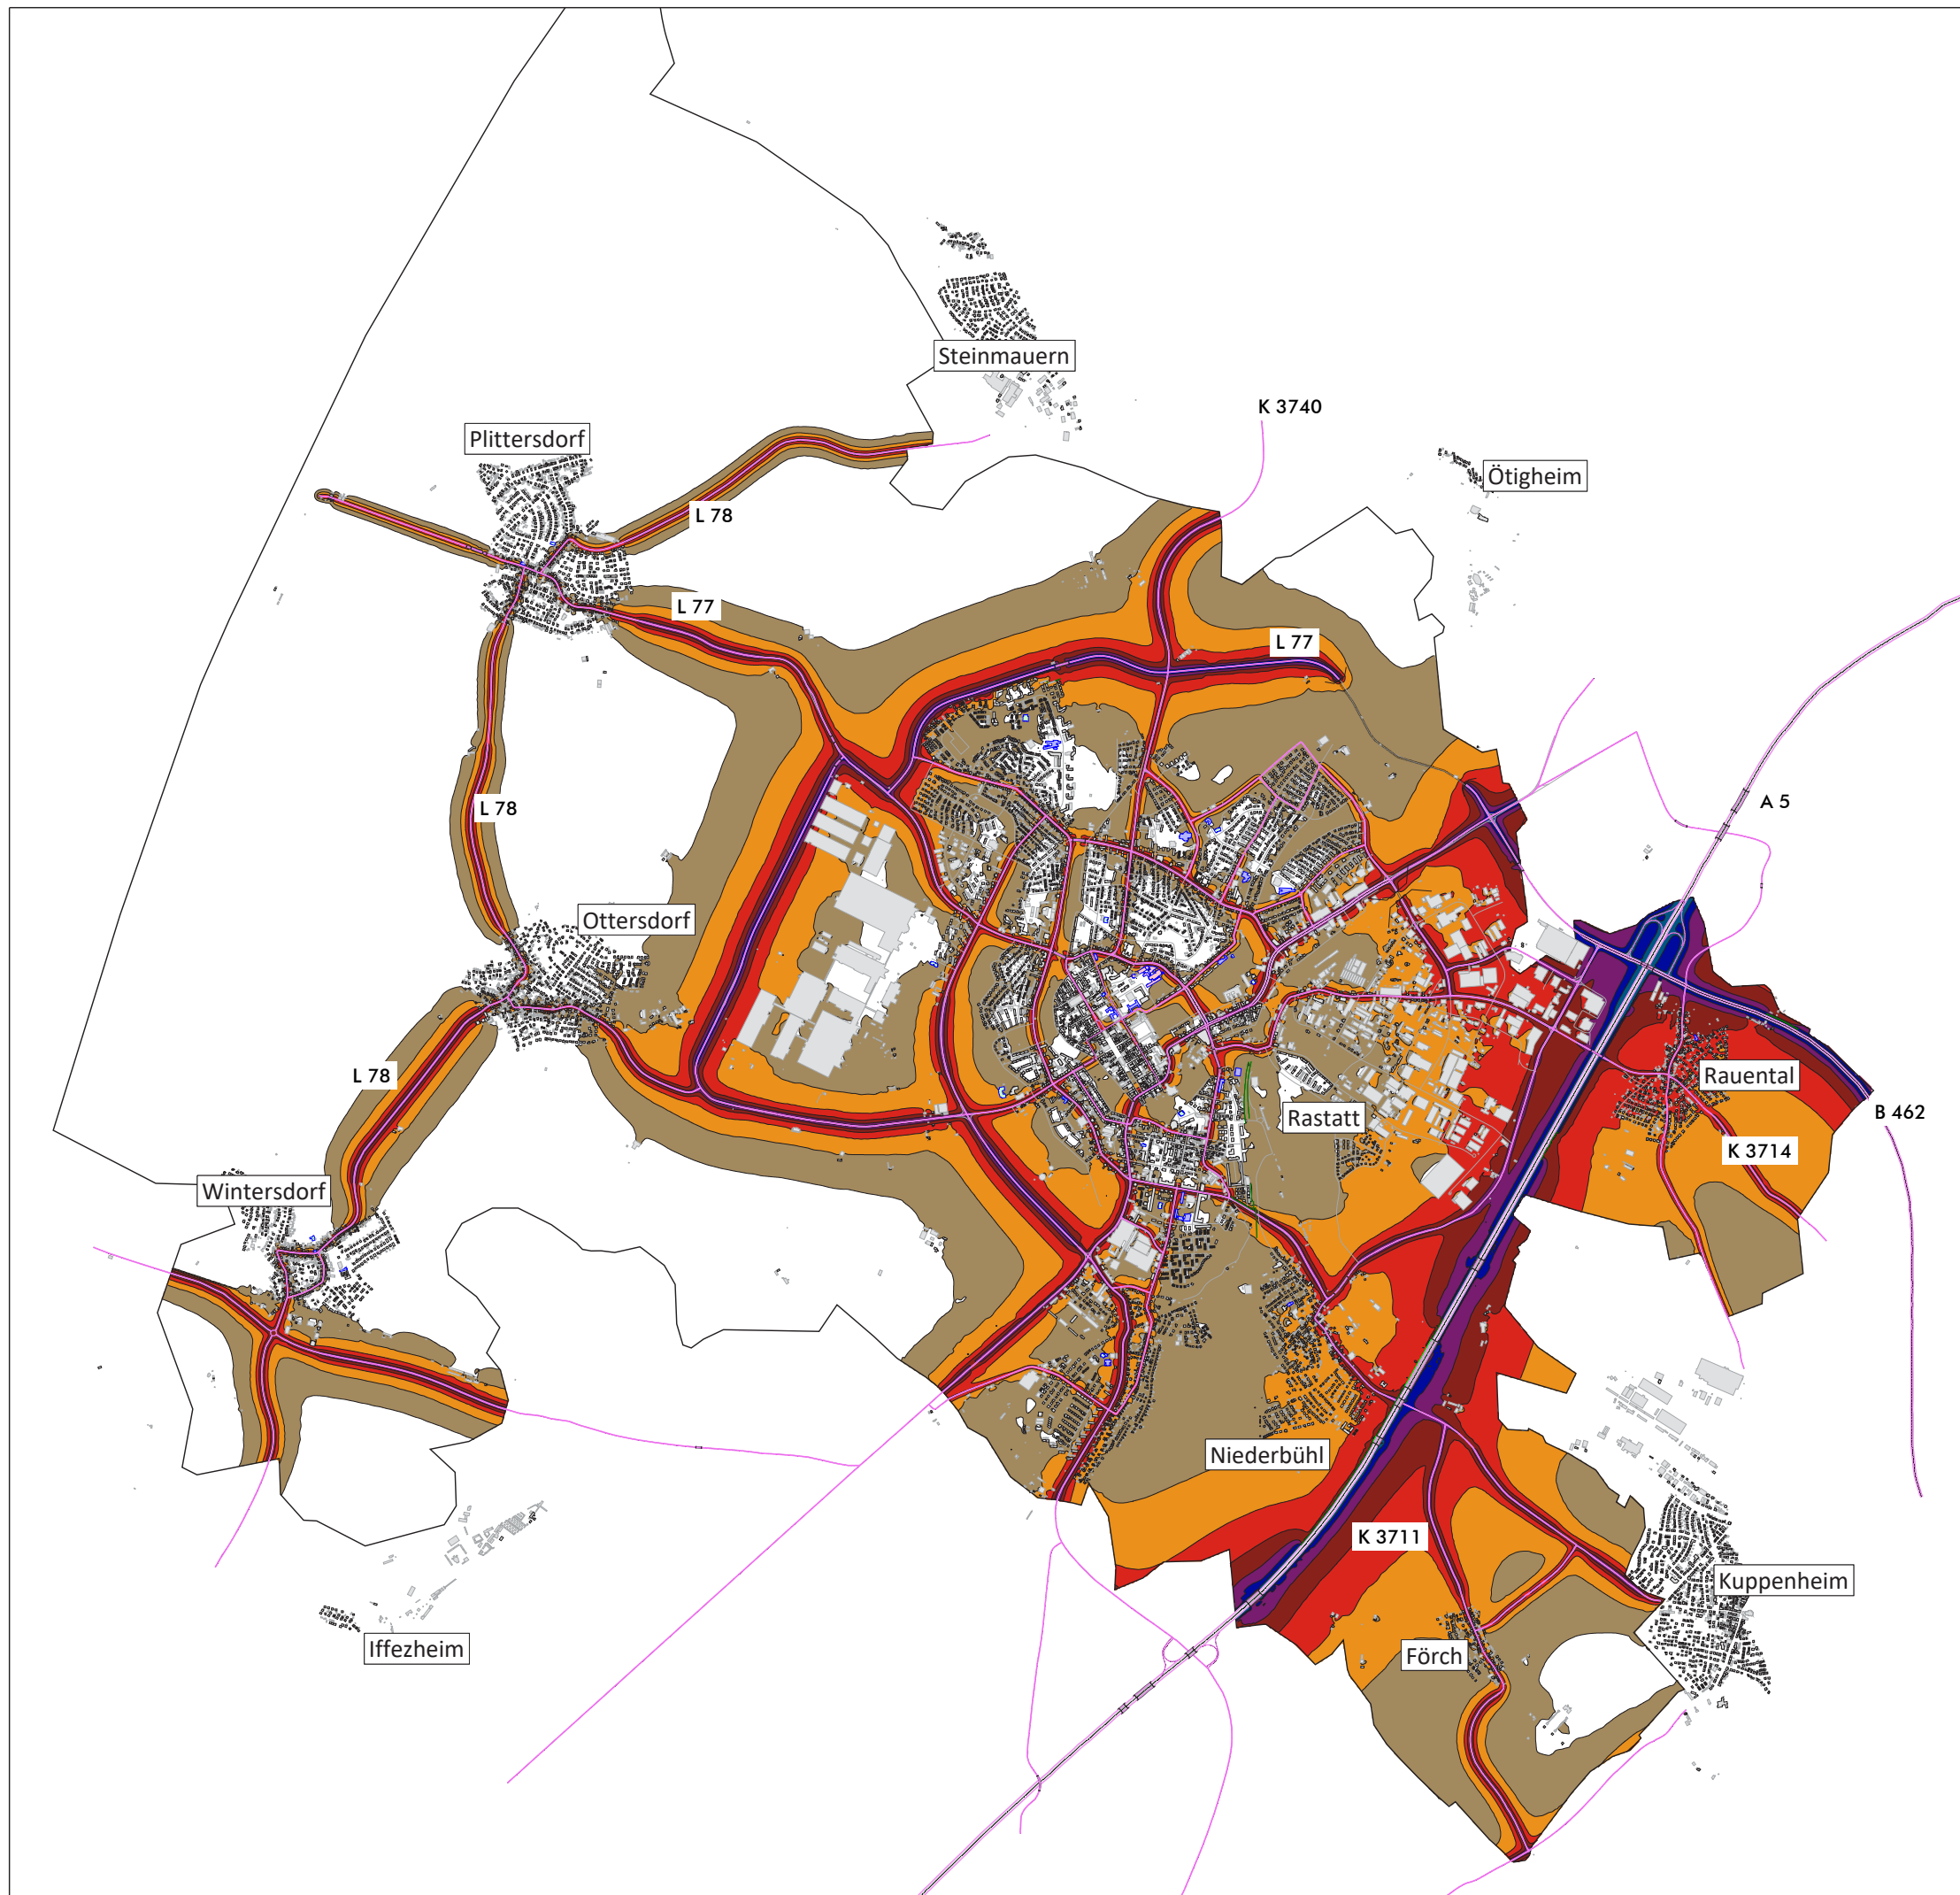 Steinmauern
K 3740
Plittersdorf
Ötigheim
L 78
L 77
L 77
A 5
L 78
Ottersdorf
L 78
Rauental
B 462
Rastatt
K 3714
Wintersdorf
Niederbühl
K 3711
Kuppenheim
Iffezheim
Förch